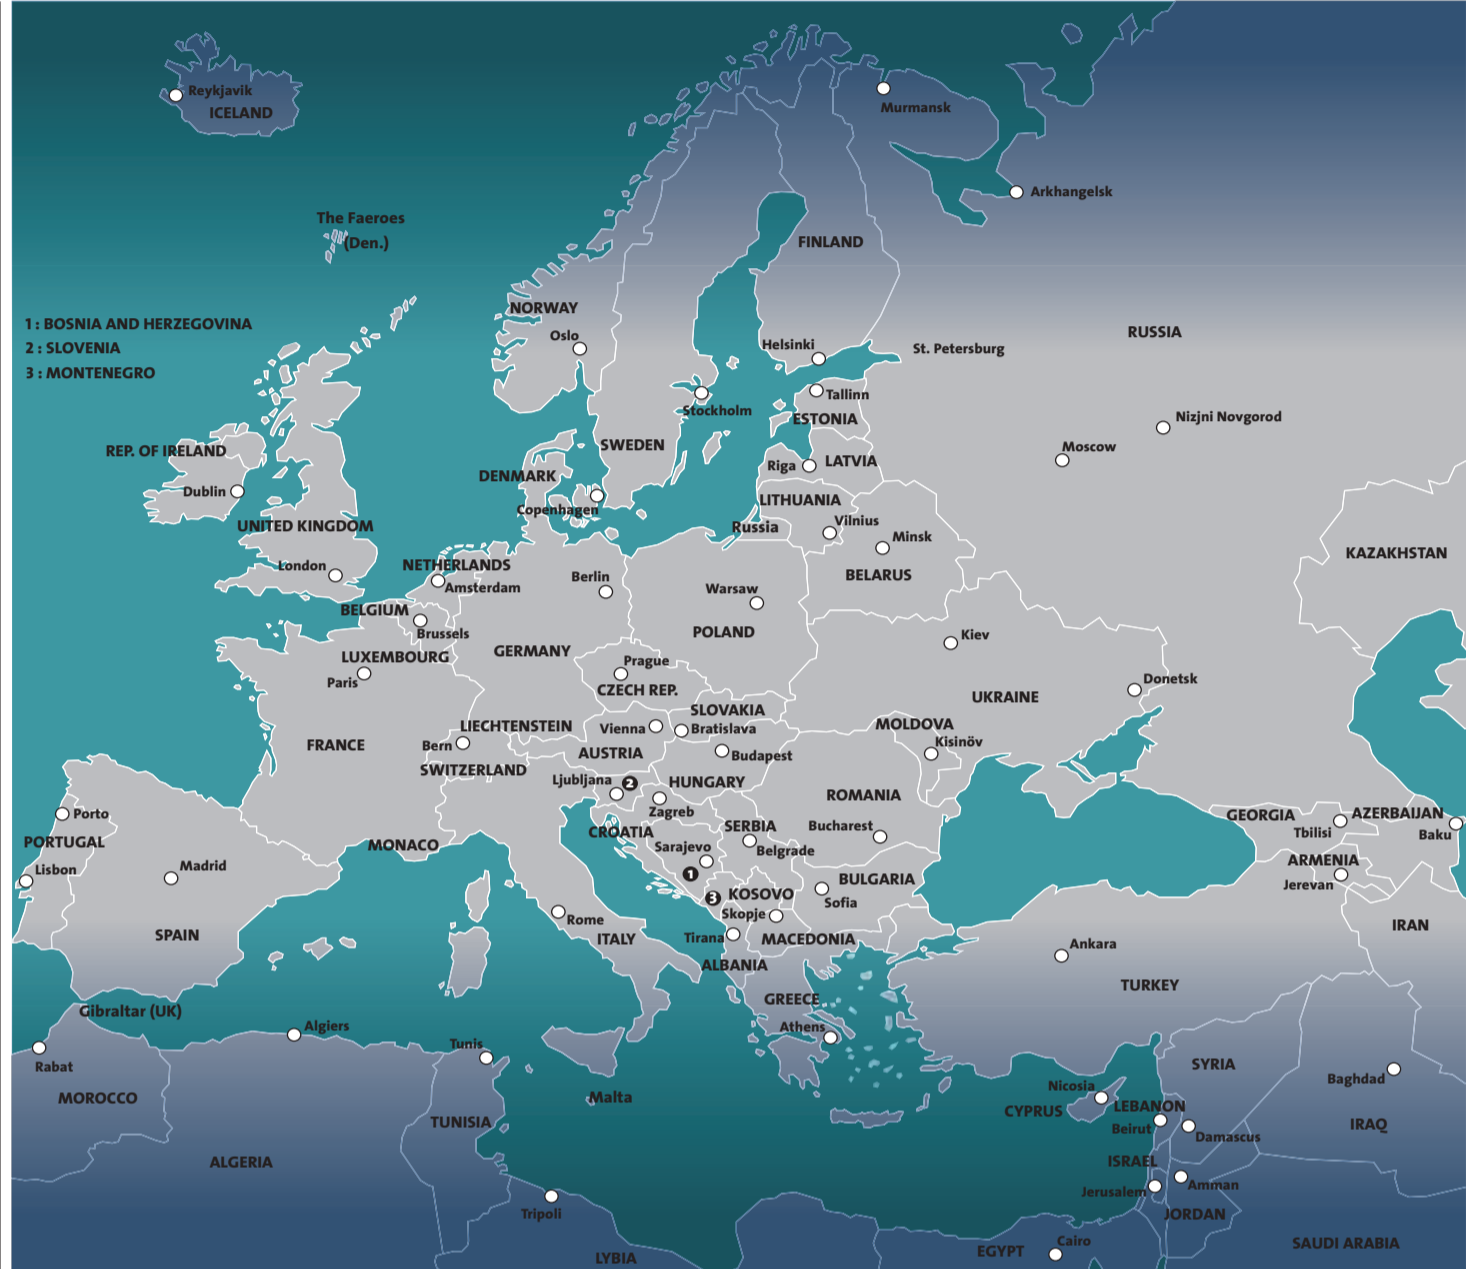 Reykjavik
ICELAND
Murmansk
Arkhangelsk
The Faeroes
(Den.)
FINLAND
NORWAY
Oslo
1 : BOSNIA AND HERZEGOVINA
2 : SLOVENIA
3 : MONTENEGRO
Helsinki
St. Petersburg
RUSSIA
Stockholm
Tallinn
ESTONIA
Nizjni Novgorod
Moscow
SWEDEN
REP. OF IRELAND
Riga
LATVIA
DENMARK
Dublin
Copenhagen
LITHUANIA
UNITED KINGDOM
Russia
Vilnius
Minsk
KAZAKHSTAN
London
NETHERLANDS
Amsterdam
Berlin
Warsaw
BELARUS
BELGIUM
Brussels
POLAND
Kiev
LUXEMBOURG
GERMANY
Paris
Prague
CZECH REP.
Donetsk
UKRAINE
SLOVAKIA
LIECHTENSTEIN
Vienna
Bratislava
MOLDOVA
Kisinöv
FRANCE
Bern
AUSTRIA
Budapest
SWITZERLAND
Ljubljana
2
HUNGARY
Zagreb
ROMANIA
Porto
PORTUGAL
MONACO
CROATIA
SERBIA
Belgrade
Bucharest
GEORGIA
Tbilisi
AZERBAIJAN
Baku
Sarajevo
1
ARMENIA
Jerevan
Lisbon
Madrid
BULGARIA
Sofia
3
KOSOVO
Skopje
Rome
ITALY
Tirana
MACEDONIA
SPAIN
Ankara
IRAN
ALBANIA
TURKEY
GREECE
Athens
Gibraltar (UK)
Algiers
Tunis
Rabat
MOROCCO
Malta
TUNISIA
ALGERIA
Nicosia
CYPRUS
SYRIA
LEBANON
Beirut
Damascus
Baghdad
IRAQ
ISRAEL
Jerusalem
Amman
JORDAN
Tripoli
LYBIA
EGYPT
Cairo
SAUDI ARABIA